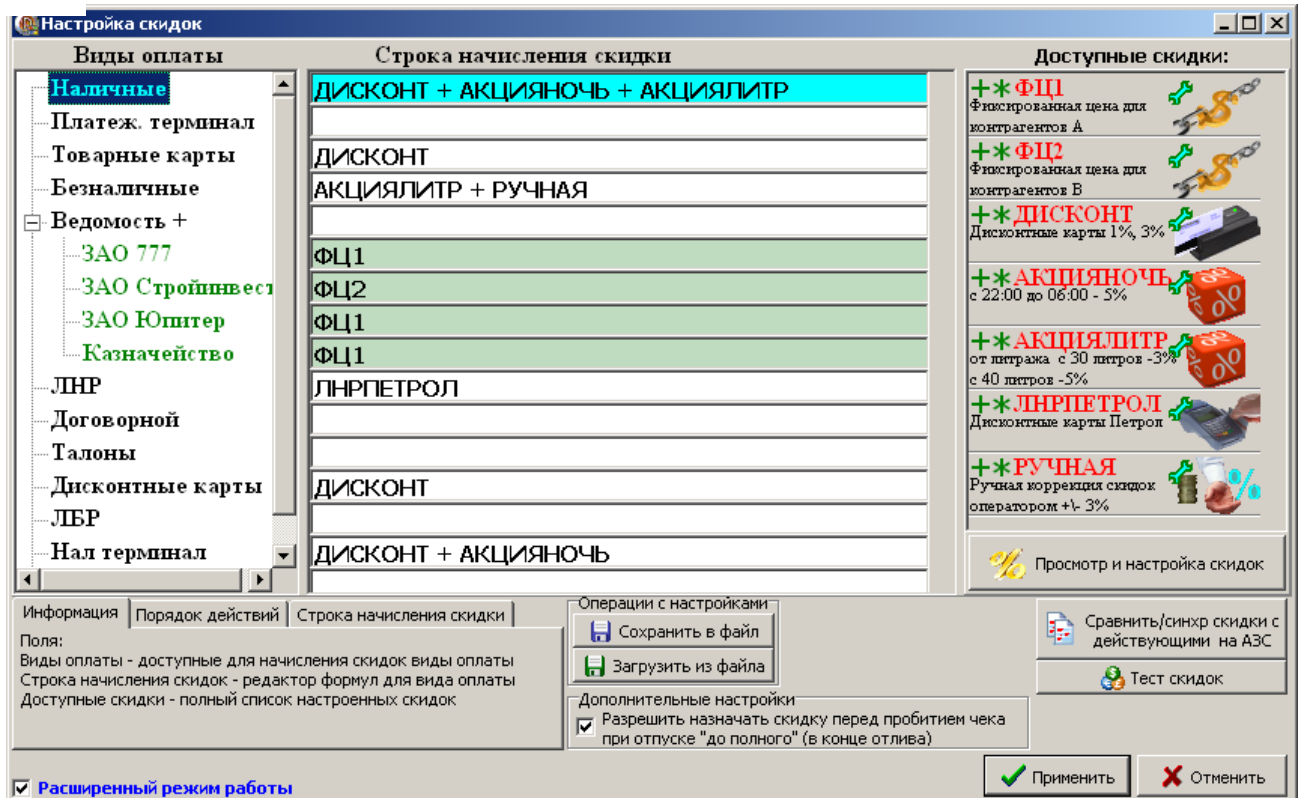 Настройка скидок
Виды оплаты
Строка начисления скидки
Доступные скидки:
Наличные
Платеж. терминал
Товарные карты
Безналичные
Ведомость +
ЗАО 777
ЗАО Стройинвест
ЗАО Юпитер
Казначейство
ЛНР
Договорной
Талоны
Дисконтные карты
ЛБР
Нал терминал
ДИСКОНТ + АКЦИЯНОЧЬ + АКЦИЯЛИТР
ДИСКОНТ
АКЦИЯЛИТР + РУЧНАЯ
ФЦ1
ФЦ2
ФЦ1
ФЦ1
ЛНРПЕТРОЛ
ДИСКОНТ
ДИСКОНТ + АКЦИЯНОЧЬ
+*ФЦ1
Фиксированная цена для
контрагентов А
+*ФЦ2
Фиксированная цена для
контрагентов В
+*ДИСКОНТ
Дисконтные карты 1%, 3%
+*АКЦИЯНОЧЬ
с 22:00 до 06:00 - 5%
+*АКЦИЯЛИТР
от литража с 30 литров -3%
с 40 литров -5%
+*ЛНРПЕТРОЛ
Дисконтные карты Петрол
+*РУЧНАЯ
Ручная коррекция скидок
оператором +\- 3%
Просмотр и настройка скидок
Информация
Порядок действий
Строка начисления скидки
Поля:
Виды оплаты - доступные для начисления скидок виды оплаты
Строка начисления скидок - редактор формул для вида оплаты
Доступные скидки - полный список настроенных скидок
Операции с настройками
Сохранить в файл
Загрузить из файла
Дополнительные настройки
Разрешить назначать скидку перед пробитием чека
при отпуске "до полного" (в конце отлива)
Сравнить/синхр скидки с
действующими на АЗС
Тест скидок
Расширенный режим работы
Применить
Отменить